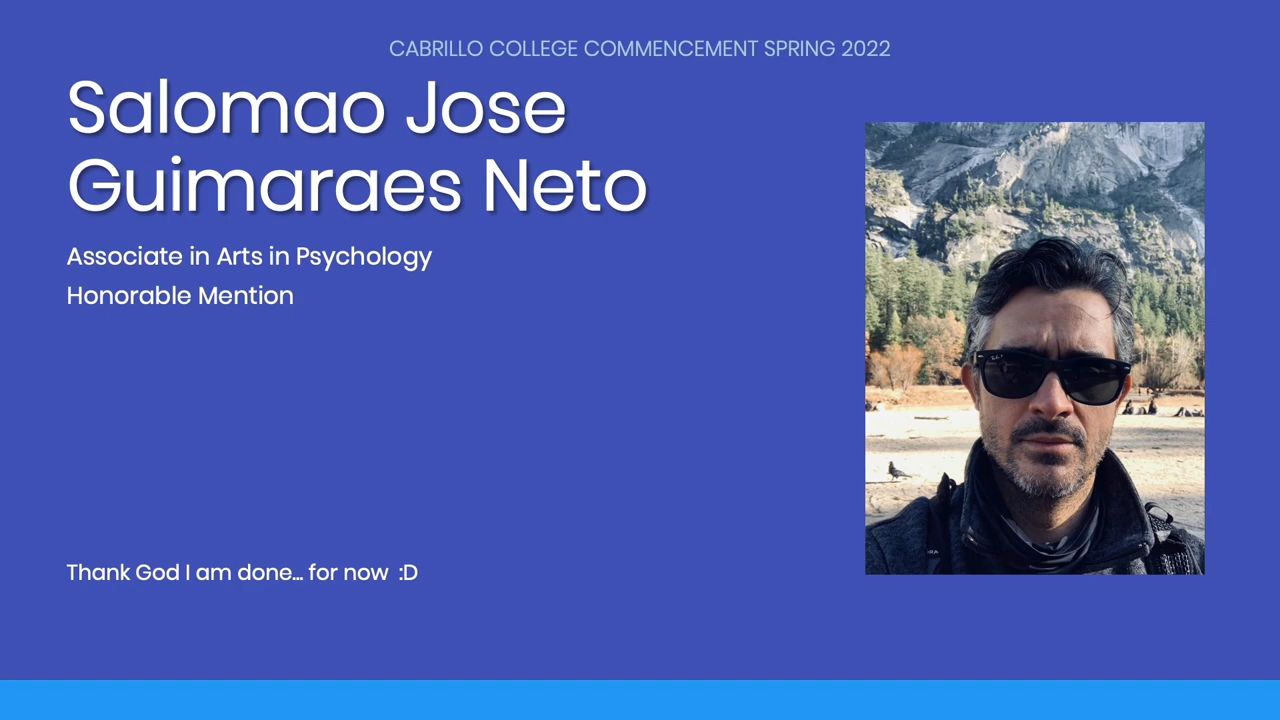 CABRILLO COLLEGE COMMENCEMENT SPRING 2022
Salomao Jose
Guimaraes Neto
Associate in Arts in Psychology
Honorable Mention
Thank God I am done... for now :D